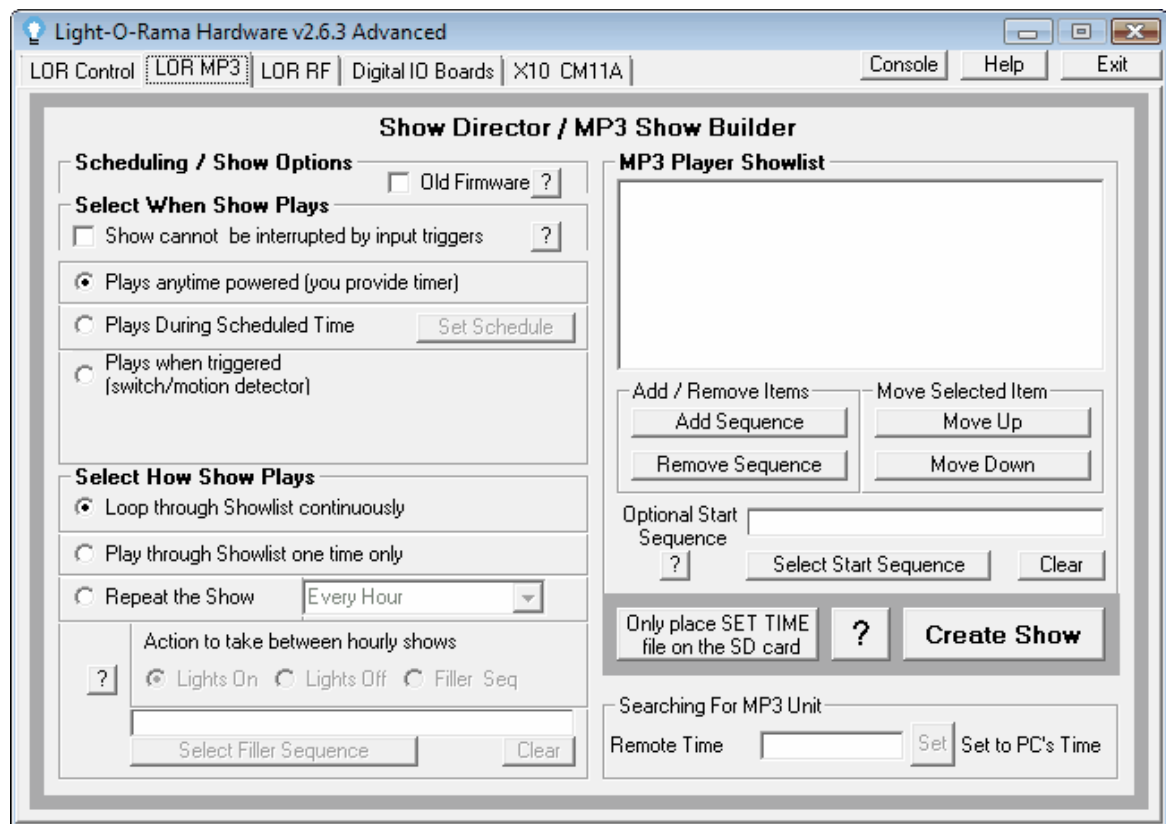 Light-O-Rama Hardware v2.6.3 Advanced
LOR Control LOR MP3 LOR RF Digital IO Boards X10 CM11A Console Help Exit
Show Director / MP3 Show Builder
Scheduling / Show Options
Old Firmware ?
Select When Show Plays
Show cannot be interrupted by input triggers ?
Plays anytime powered (you provide timer)
Plays During Scheduled Time Set Schedule
Plays when triggered
(switch/motion detector)
Select How Show Plays
Loop through Showlist continuously
Play through Showlist one time only
Repeat the Show Every Hour
Action to take between hourly shows
? Lights On Lights Off Filler Seq
Select Filler Sequence Clear
MP3 Player Showlist
Add / Remove Items
Add Sequence
Remove Sequence
Move Selected Item
Move Up
Move Down
Optional Start
Sequence
? Select Start Sequence Clear
Only place SET TIME
file on the SD card
? Create Show
Searching For MP3 Unit
Remote Time Set Set to PC's Time